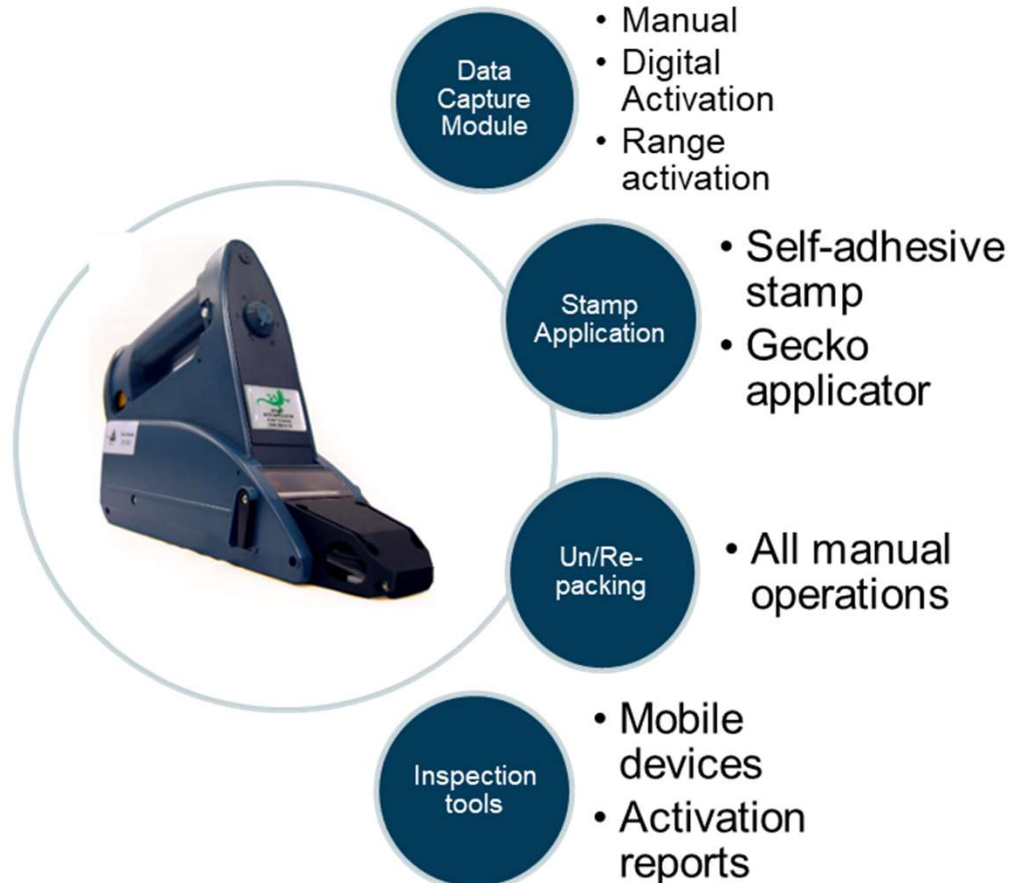 Data
Capture
Module
• Manual
• Digital
Activation
• Range
activation
Stamp
Application
• Self-adhesive
stamp
• Gecko
applicator
Un/Re-
packing
• All manual
operations
Inspection
tools
• Mobile
devices
• Activation
reports